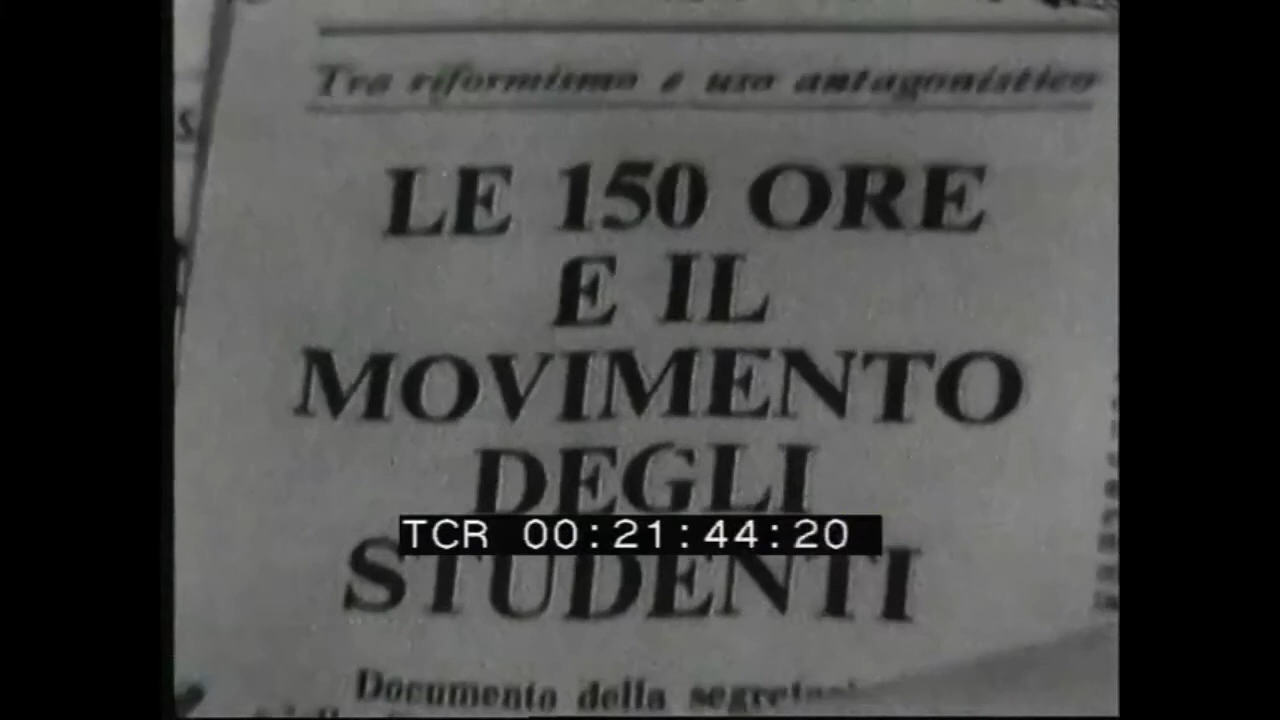 Tra riformismo e uso antagonistico
LE 150 ORE
E IL
MOVIMENTO
DEGLI
TCR 00:21:44:20
STUDENTI
Documento della